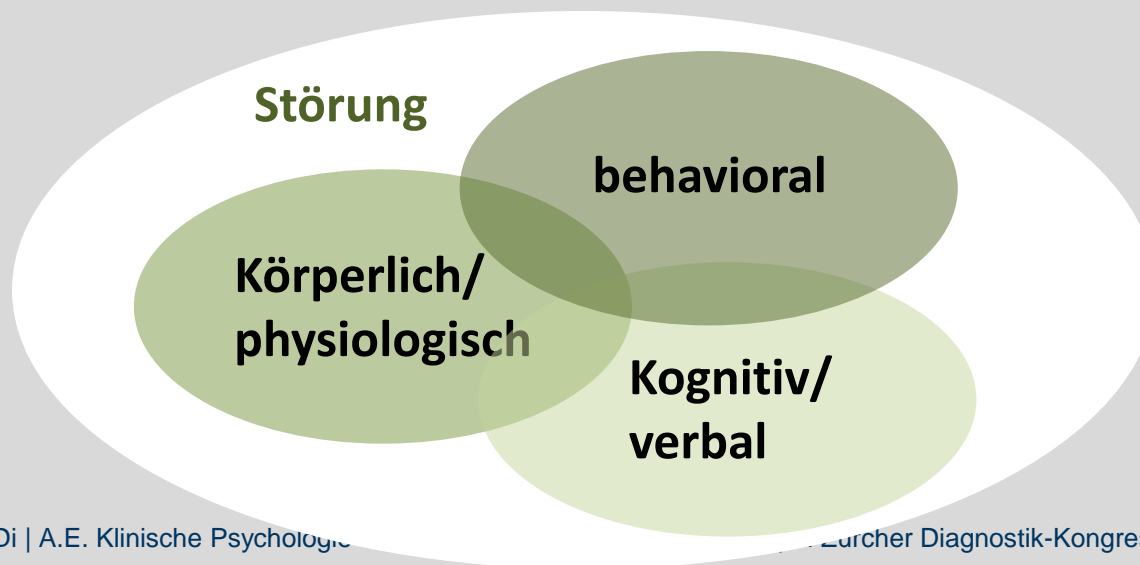 Störung
behavioral
Körperlich/
physiologisch
Kognitiv/
verbal
Di | A.E. Klinische Psychologie Zürcher Diagnostik-Kongres